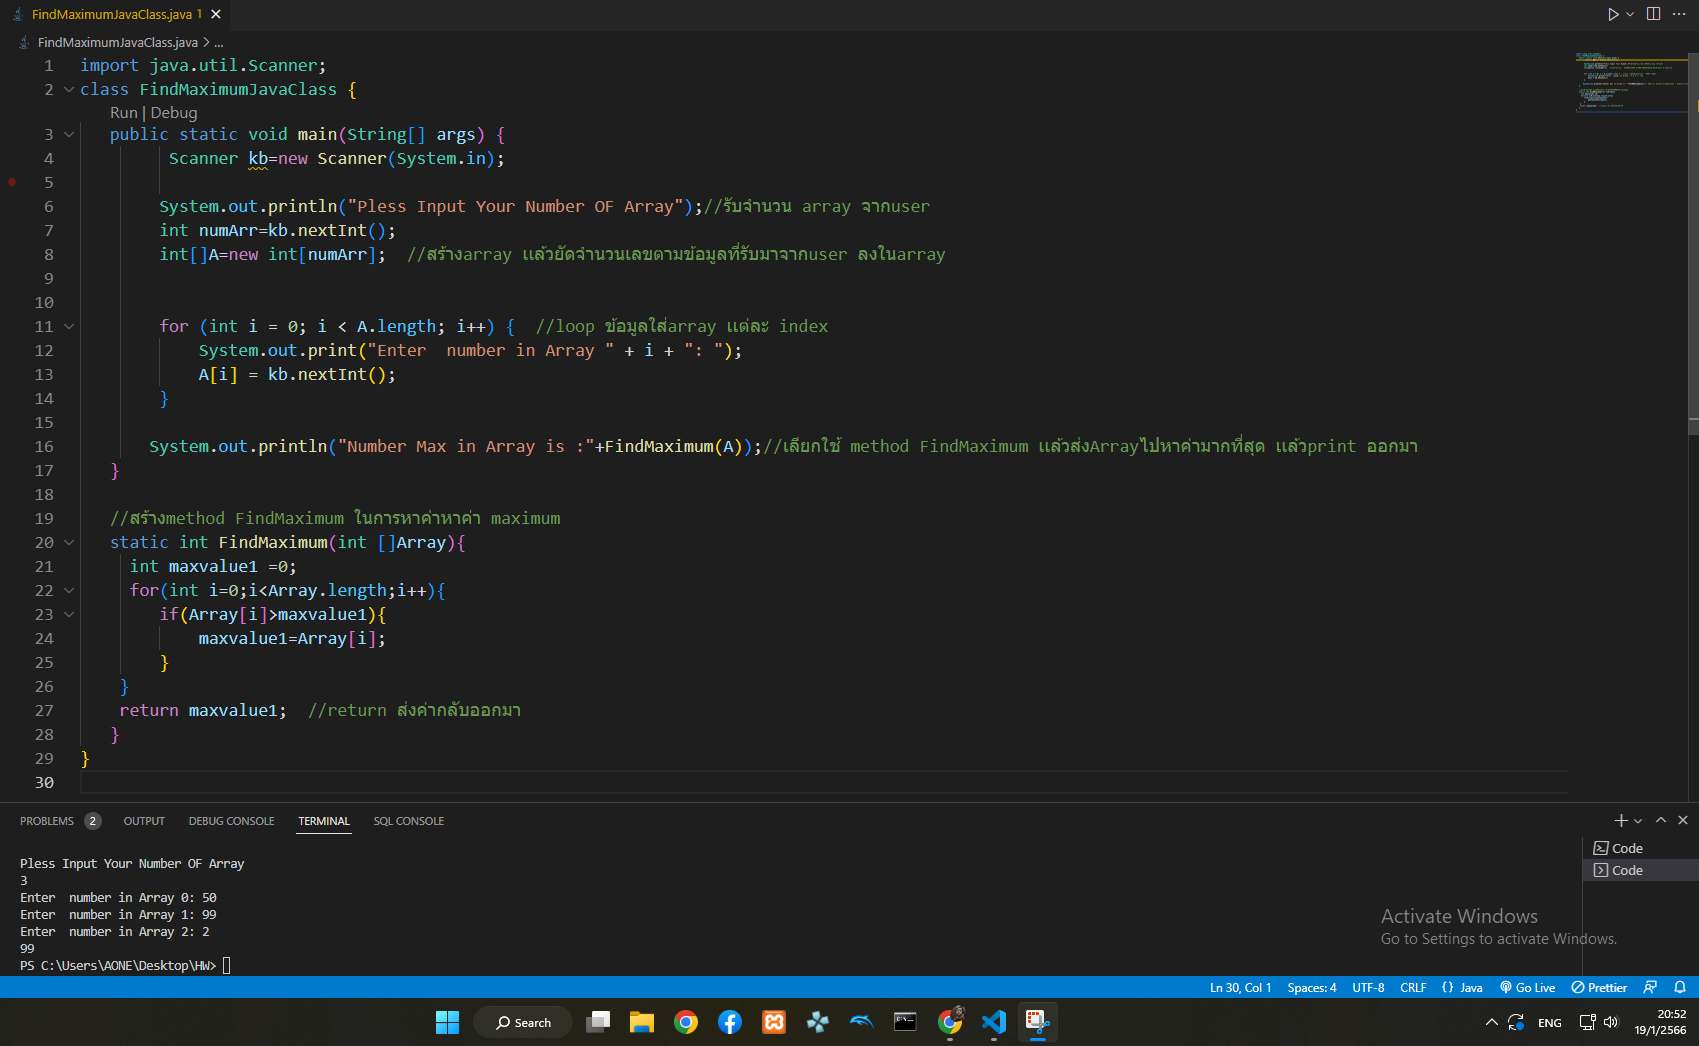 FindMaximumJavaClass.java 1
FindMaximumJavaClass.java > ...
1 import java.util.Scanner;
2 class FindMaximumJavaClass {
Run | Debug
3 public static void main(String[] args) {
4 Scanner kb=new Scanner(System.in);
5
6 System.out.println("Pless Input Your Number OF Array");//รับจำนวน array จากuser
7 int numArr=kb.nextInt();
8 int[]A=new int[numArr]; //สร้างarray แล้วยัดจำนวนเลขตามข้อมูลที่รับมาจากuser ลงในarray
9
10
11 for (int i = 0; i < A.length; i++) { //loop ข้อมูลใส่array แต่ละ index
12 System.out.print("Enter  number in Array " + i + ": ");
13 A[i] = kb.nextInt();
14 }
15
16 System.out.println("Number Max in Array is :"+FindMaximum(A));//เลียกใช้ method FindMaximum แล้วส่งArrayไปหาค่ามากที่สุด แล้วprint ออกมา
17 }
18
19 //สร้างmethod FindMaximum ในการหาค่าหาค่า maximum
20 static int FindMaximum(int []Array){
21 int maxvalue1 =0;
22 for(int i=0;i<Array.length;i++){
23 if(Array[i]>maxvalue1){
24 maxvalue1=Array[i];
25 }
26 }
27 return maxvalue1; //return ส่งค่ากลับออกมา
28 }
29 }
30
PROBLEMS 2 OUTPUT DEBUG CONSOLE TERMINAL SQL CONSOLE
Pless Input Your Number OF Array
3
Enter  number in Array 0: 50
Enter  number in Array 1: 99
Enter  number in Array 2: 2
99
PS C:\Users\AONE\Desktop\HW>
Code
Code
Activate Windows
Go to Settings to activate Windows.
Ln 30, Col 1 Spaces: 4 UTF-8 CRLF {} Java Go Live Prettier
Search
ENG
20:52
19/1/2566